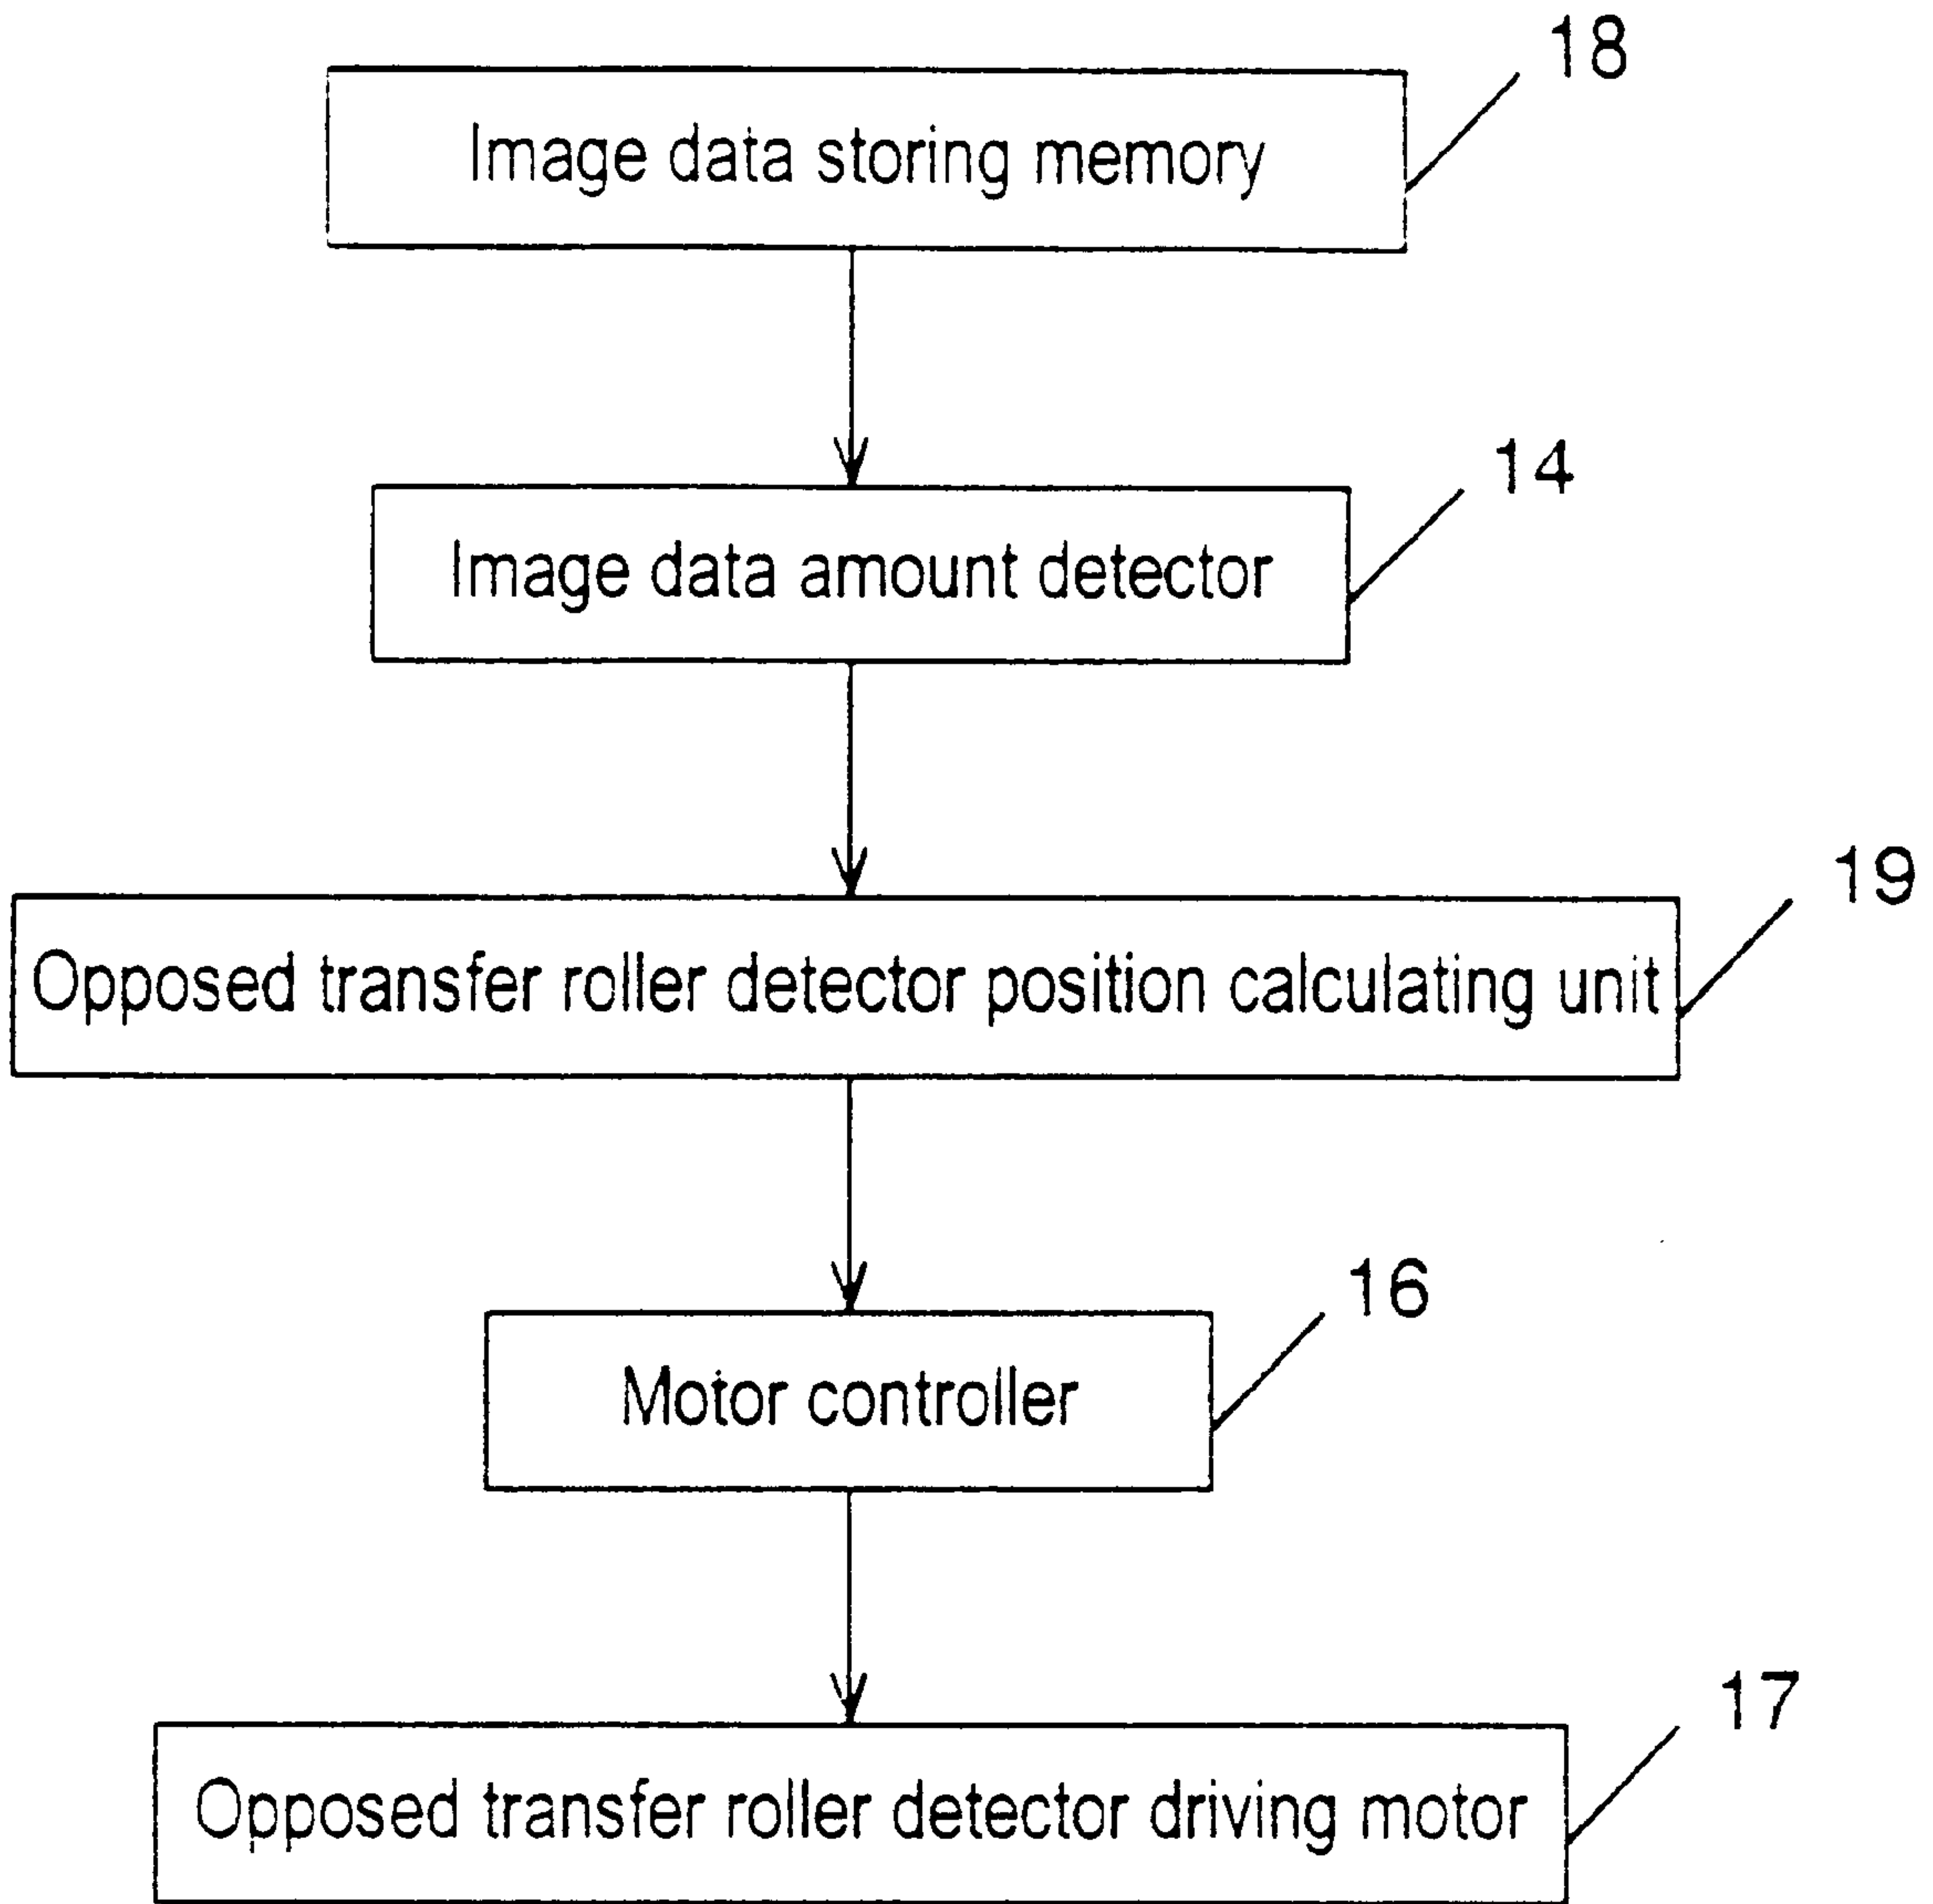 18
Image data storing memory
14
Image data amount detector
19
Opposed transfer roller detector position calculating unit
16
Motor controller
17
Opposed transfer roller detector driving motor